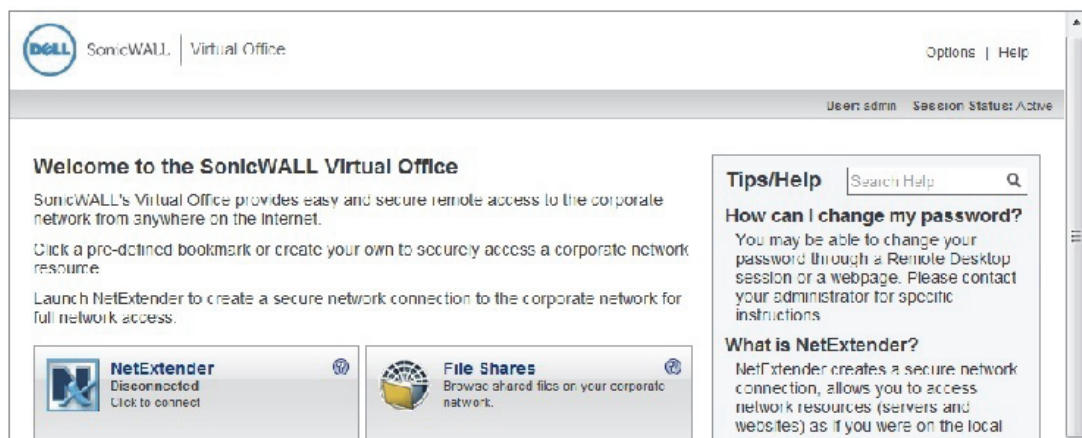 DELL SonicWALL | Virtual Office
Options | Help
User: admin Session Status: Active
Welcome to the SonicWALL Virtual Office
SonicWALL's Virtual Office provides easy and secure remote access to the corporate
network from anywhere on the Internet.
Click a pre-defined bookmark or create your own to securely access a corporate network
resource
Launch NetExtender to create a secure network connection to the corporate network for
full network access.
NetExtender
Disconnected
Click to connect
File Shares
Browse shared files on your corporate
network.
Tips/Help Search Help
How can I change my password?
You may be able to change your
password through a Remote Desktop
session or a webpage. Please contact
your administrator for specific
instructions
What is NetExtender?
NetExtender creates a secure network
connection, allows you to access
network resources (servers and
websites) as if you were on the local